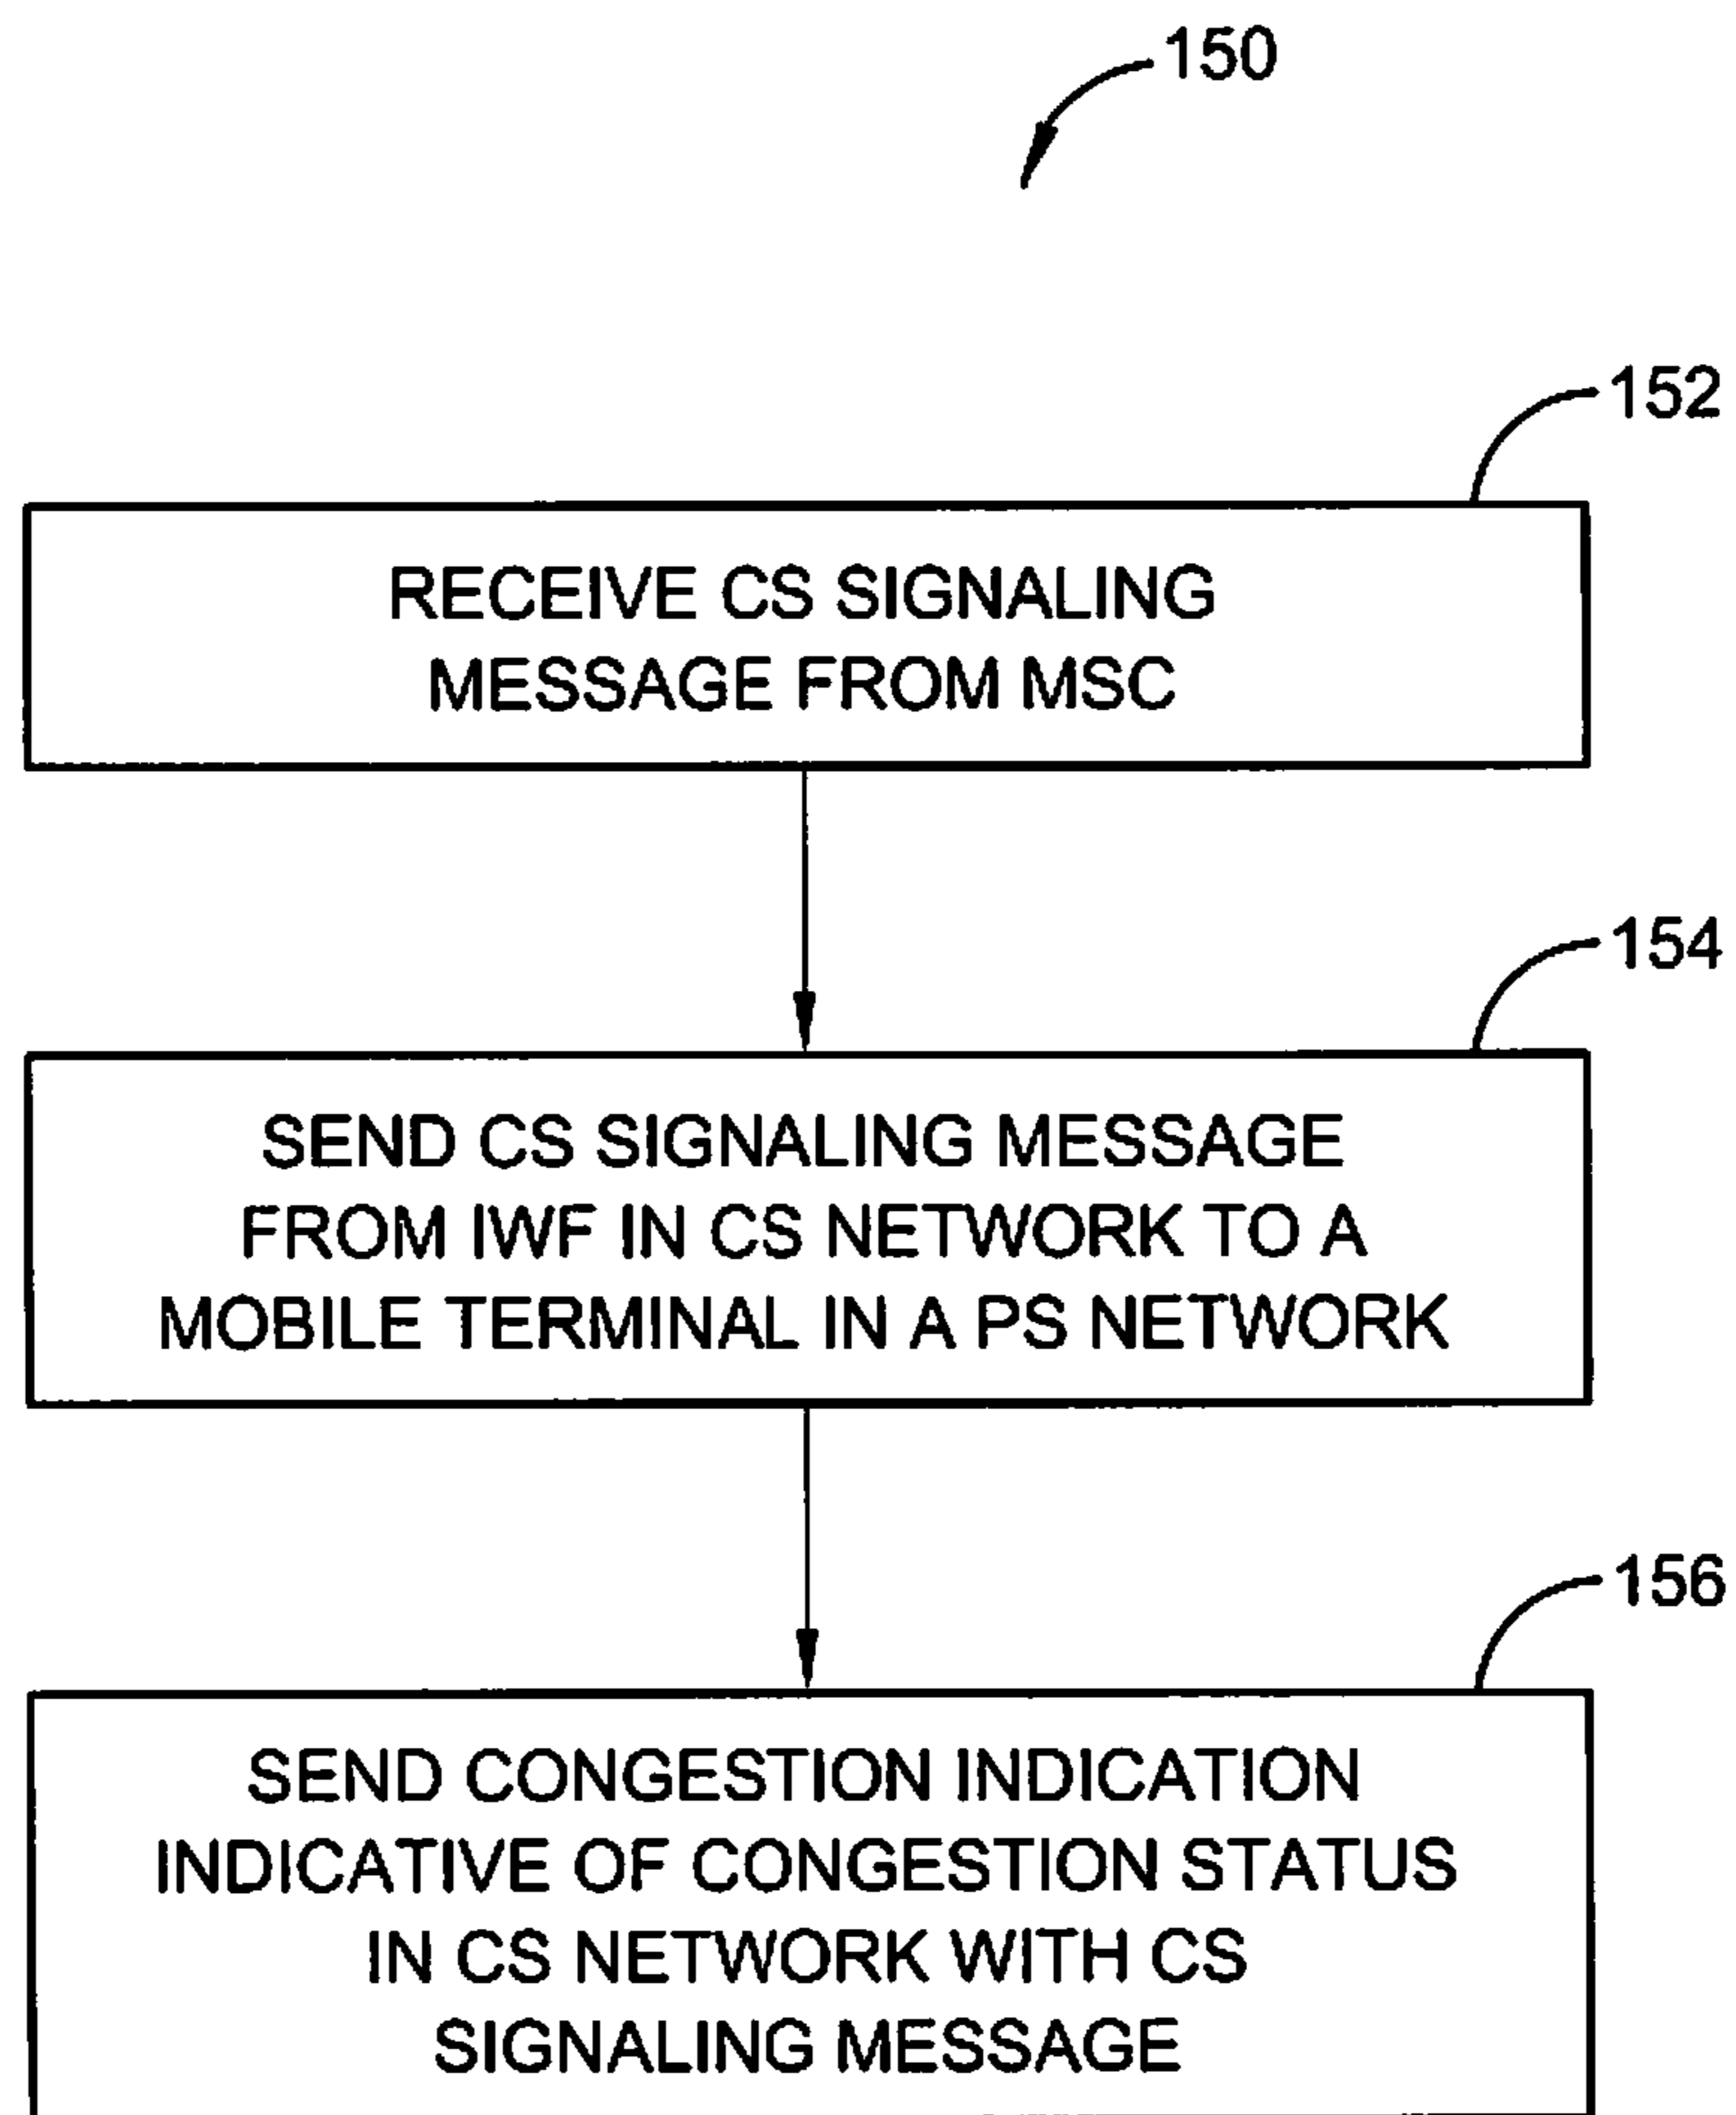 150
152
RECEIVE CS SIGNALING
MESSAGE FROM MSC
154
SEND CS SIGNALING MESSAGE
FROM IWF IN CS NETWORK TO A
MOBILE TERMINAL IN A PS NETWORK
156
SEND CONGESTION INDICATION
INDICATIVE OF CONGESTION STATUS
IN CS NETWORK WITH CS
SIGNALING MESSAGE